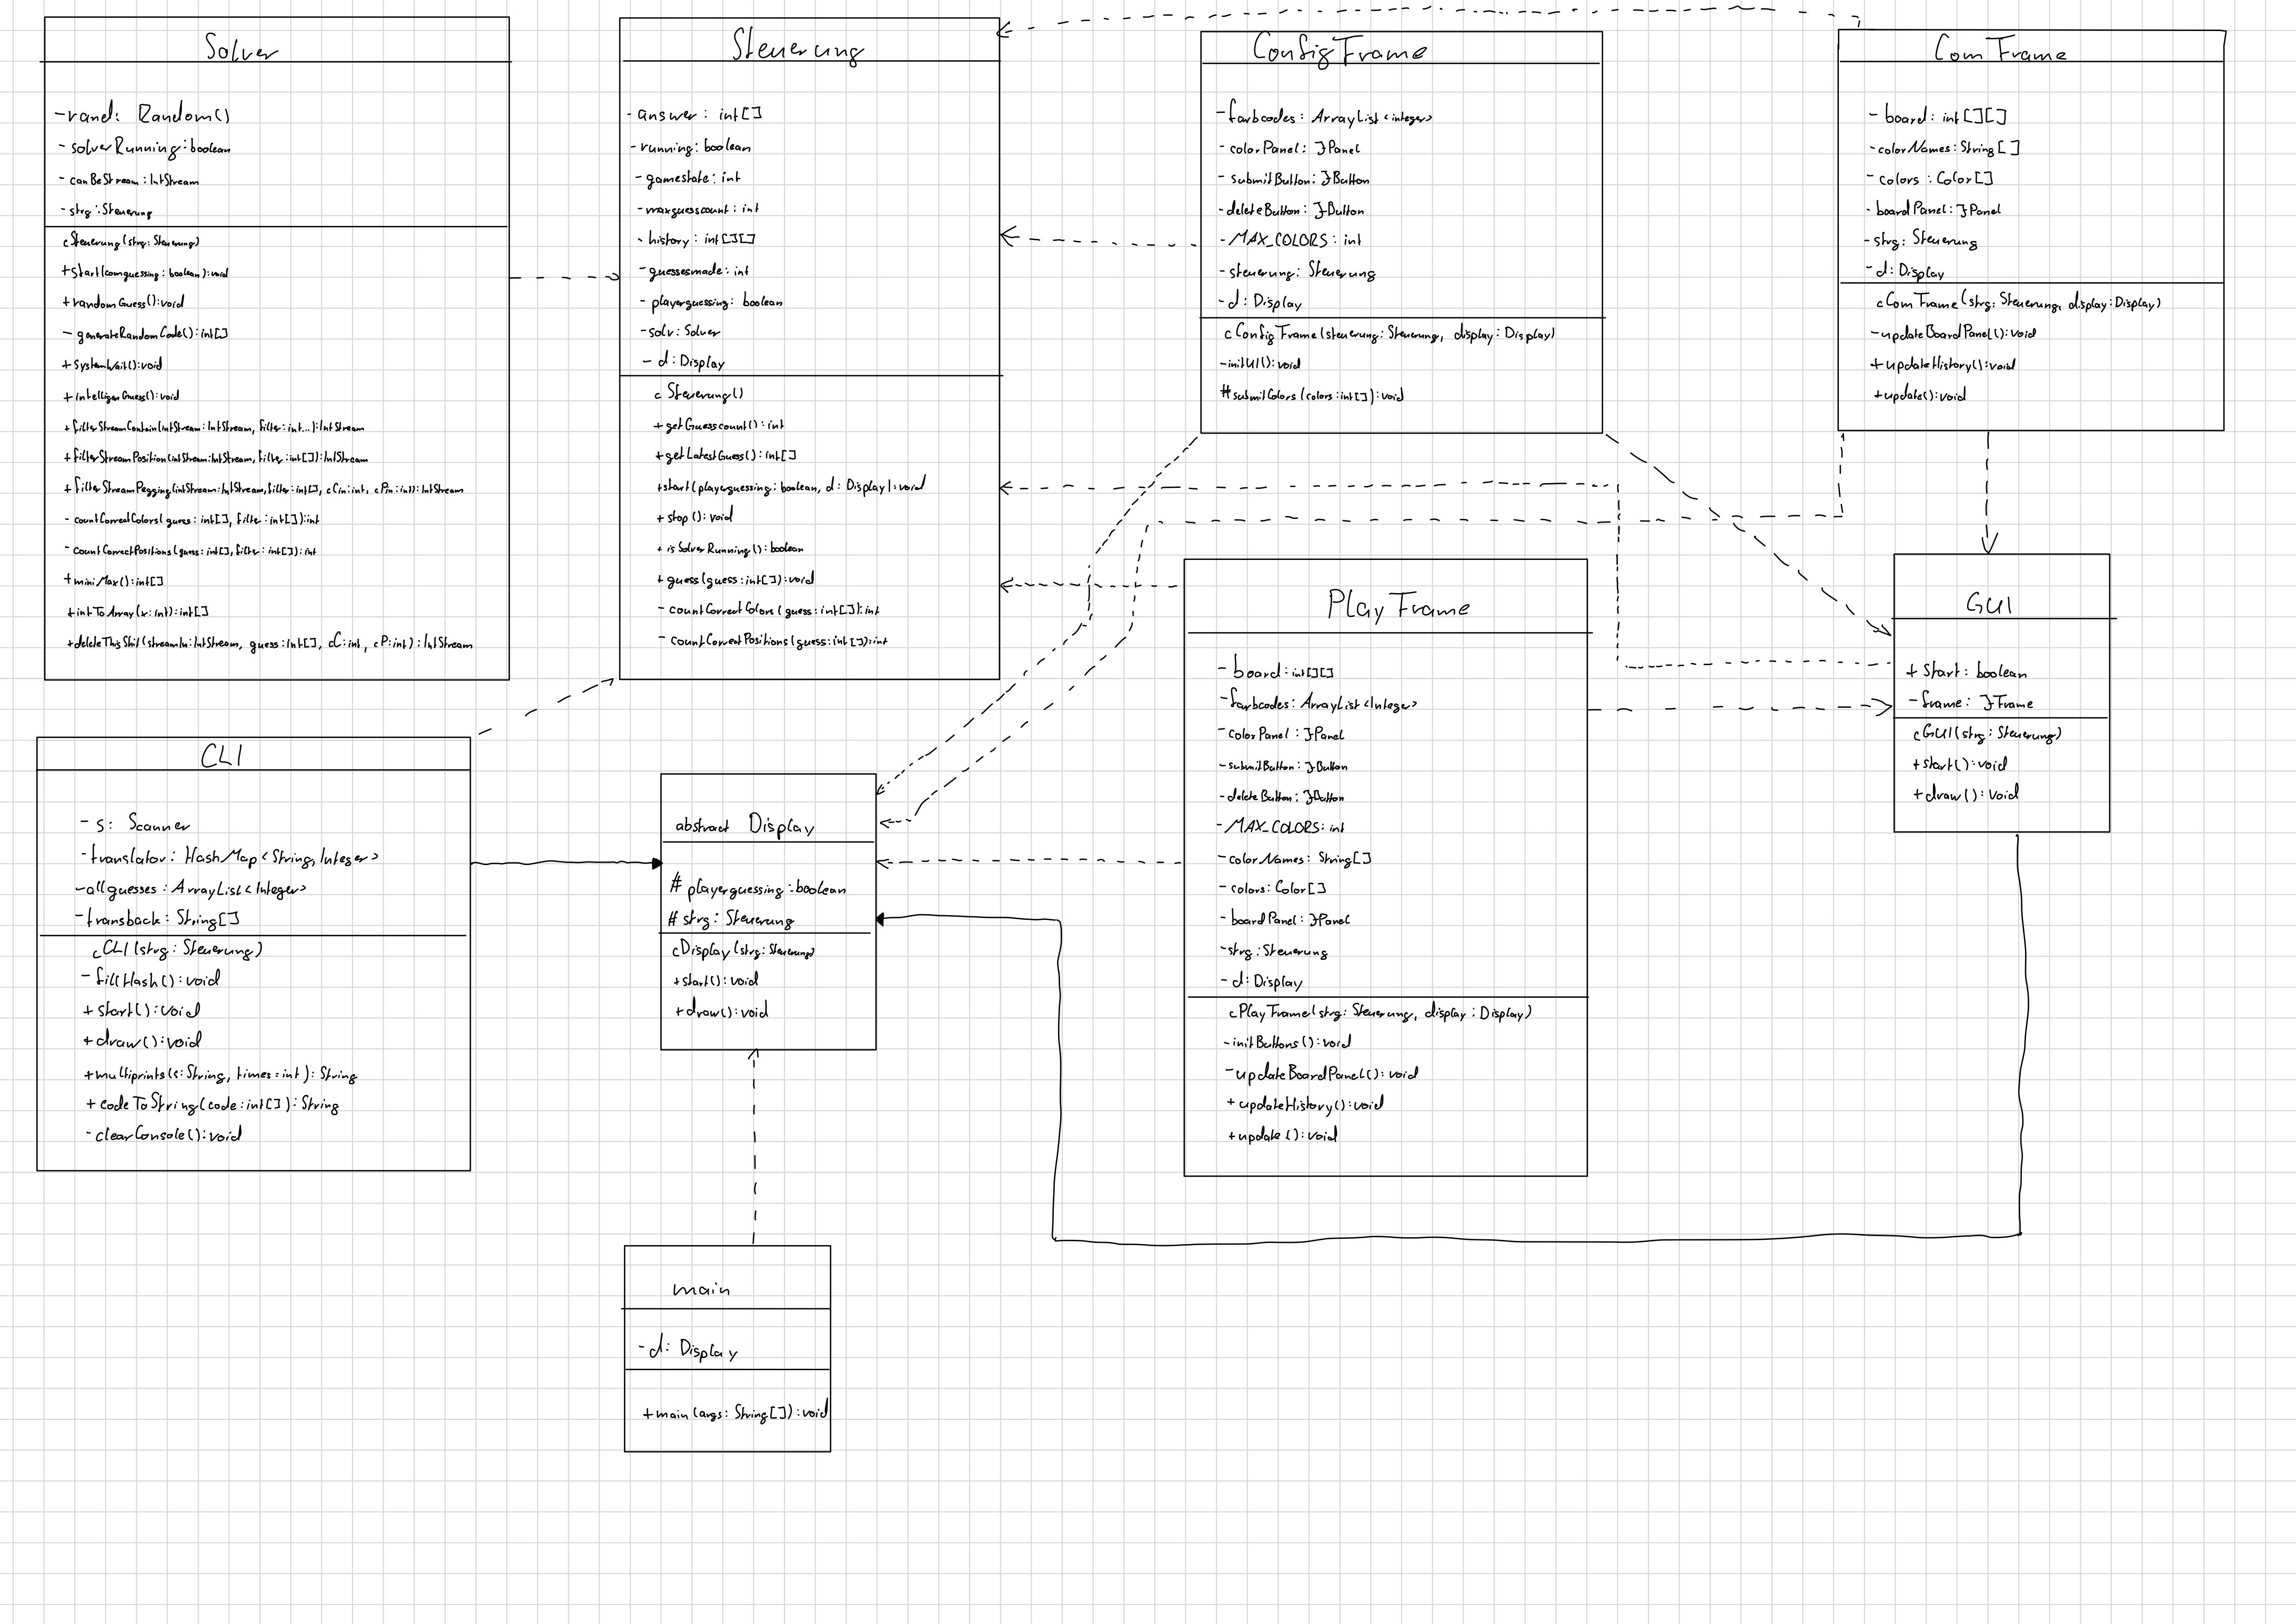 Solver
-rand: Random()
- solverRunning: boolean
- canBeStream: IntStream
- strg: Steuerung
c Steuerung(strg: Steuerung)
+start(comguessing: boolean): void
+randomGuess(): void
- generateRandomCode(): int[]
+systemWait(): void
+intelligenGuess(): void
+filterStreamContain(intStream: IntStream, filter: int...): IntStream
+filterStreamPosition(intStream: IntStream, filter: int[]): IntStream
+filterStreamPegging(intStream: IntStream, filter: int[], cCin: int, cPin: int): IntStream
- countCorrectColors(guess: int[], filter: int[]): int
- countCorrectPositions(guess: int[], filter: int[]): int
+miniMax(): int[]
+intToArray(x: int): int[]
+deleteThisShit(streamIn: IntStream, guess: int[], cC: int, cP: int): IntStream
Steuerung
- answer: int[]
- running: boolean
- gamestate: int
- maxguesscount: int
- history: int[][]
- guessesmade: int
- playerguessing: boolean
- solv: Solver
- d: Display
c Steuerung()
+ getGuesscount(): int
+ getLatestGuess(): int[]
+start(playerguessing: boolean, d: Display): void
+ stop(): void
+ isSolverRunning(): boolean
+ guess(guess: int[]): void
- countCorrectColors(guess: int[]): int
- countCorrectPositions(guess: int[]): int
ConfigFrame
- farbcodes: ArrayList<integer>
- colorPanel: JPanel
- submitButton: JButton
- deleteButton: JButton
- MAX_COLORS: int
- steuerung: Steuerung
- d: Display
c ConfigFrame(steuerung: Steuerung, display: Display)
-initUI(): void
# submitColors(colors: int[]): void
ComFrame
- board: int[][]
- colorNames: String[]
- colors: Color[]
- boardPanel: JPanel
- strg: Steuerung
- d: Display
c ComFrame(strg: Steuerung, display: Display)
- updateBoardPanel(): void
+ updateHistory(): void
+update(): void
PlayFrame
- board: int[][]
- farbcodes: ArrayList<Integer>
- colorPanel: JPanel
- submitButton: JButton
- deleteButton: JButton
- MAX_COLORS: int
- colorNames: String[]
- colors: Color[]
- boardPanel: JPanel
- strg: Steuerung
- d: Display
c PlayFrame(strg: Steuerung, display: Display)
- initButtons(): void
- updateBoardPanel(): void
+ updateHistory(): void
+update(): void
GUI
+ Start: boolean
- frame: JFrame
c GUI(strg: Steuerung)
+start(): void
+draw(): void
CLI
- s: Scanner
- translator: HashMap<String, Integer>
- allguesses: ArrayList<Integer>
- transback: String[]
c CLI(strg: Steuerung)
- fillHash(): void
+ start(): void
+ draw(): void
+multiprints(s: String, times: int): String
+ codeToString(code: int[]): String
- clearConsole(): void
abstract Display
# playerguessing: boolean
# strg: Steuerung
c Display(strg: Steuerung)
+start(): void
+draw(): void
main
- d: Display
+main(args: String[]): void